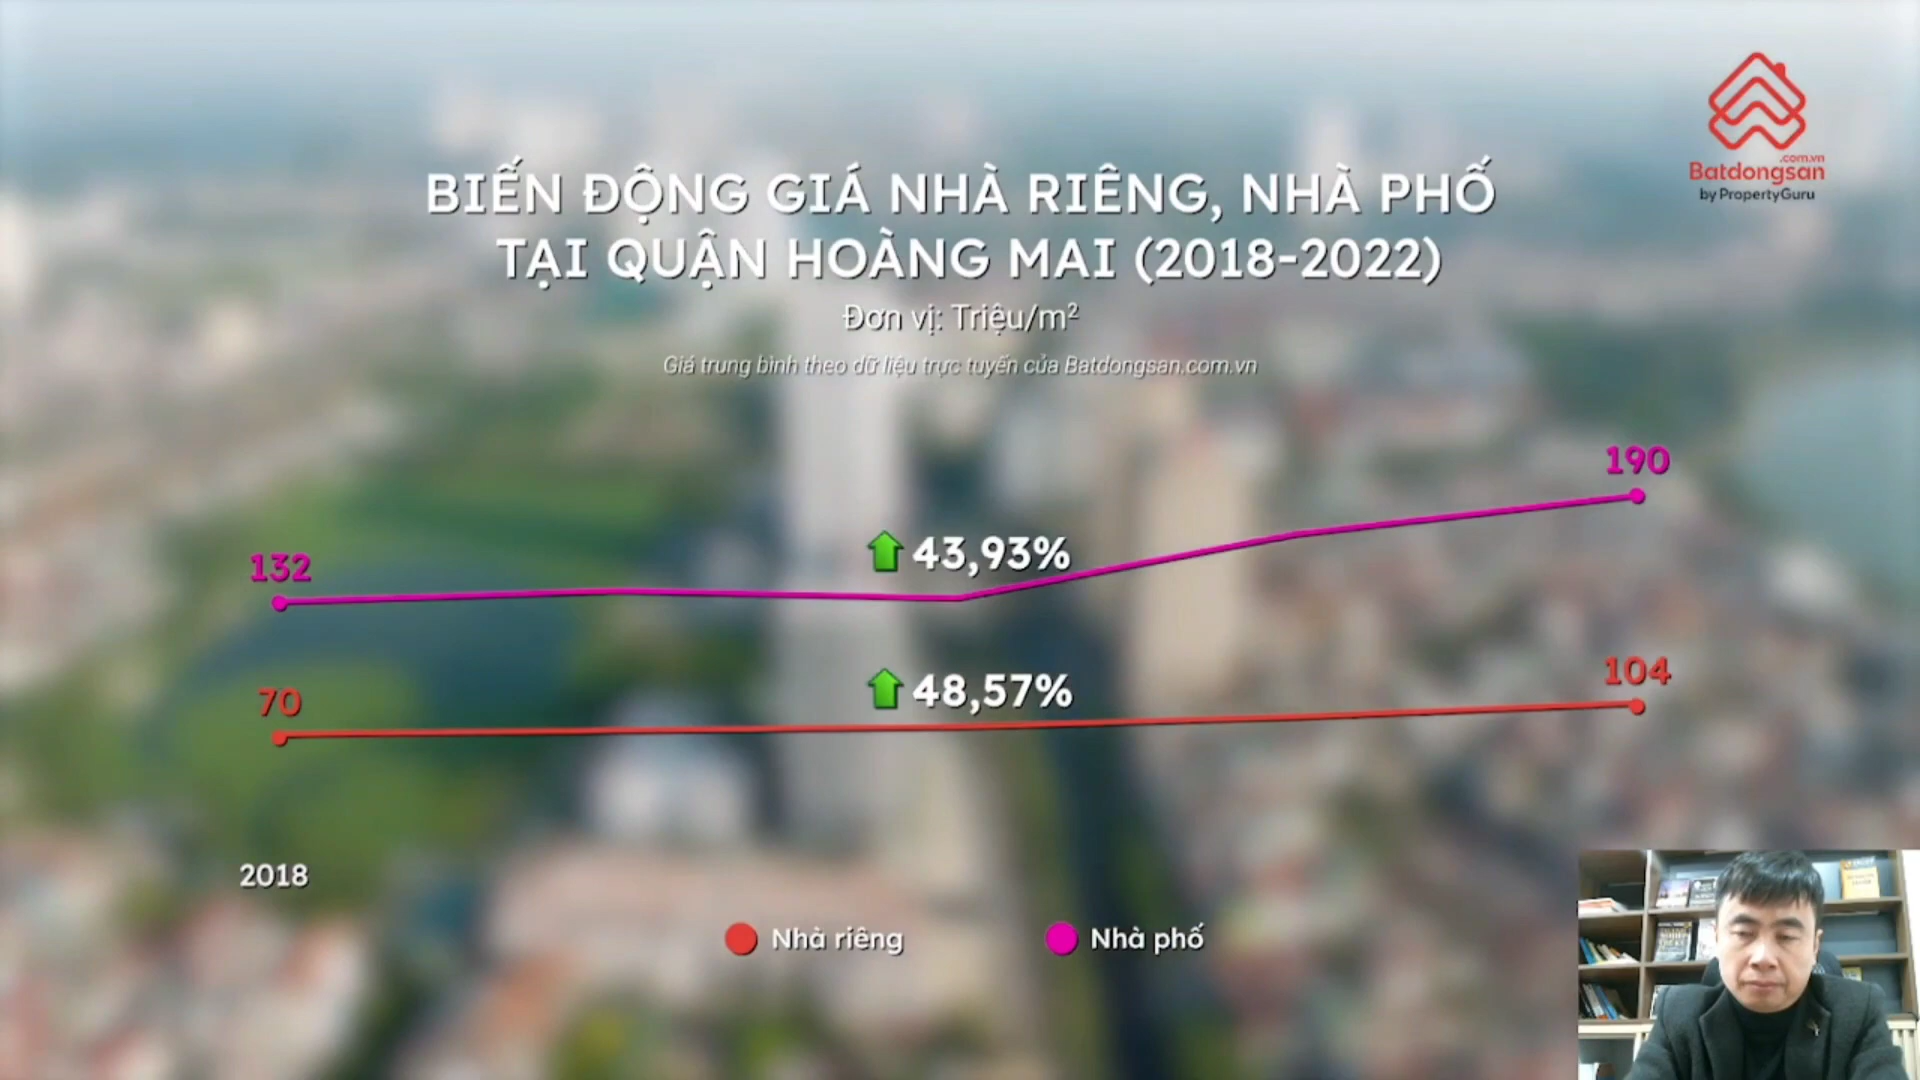 .com.vn
Batdongsan
by PropertyGuru
BIẾN ĐỘNG GIÁ NHÀ RIÊNG, NHÀ PHỐ
TẠI QUẬN HOÀNG MAI (2018-2022)
Đơn vị: Triệu/m²
Giá trung bình theo dữ liệu trực tuyến của Batdongsan.com.vn
190
43,93%
132
104
48,57%
70
2018
Nhà riêng
Nhà phố